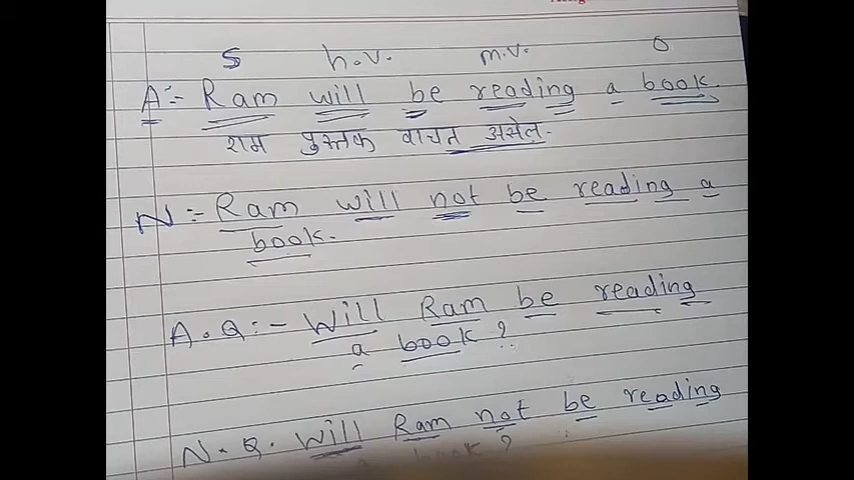 S h.v. m.v. O
A:- Ram will be reading a book.
राम पुस्तक वाचत असेल.
N:- Ram will not be reading a
book.
A.Q:- Will Ram be reading
a book?
N.Q. Will Ram not be reading
a book?